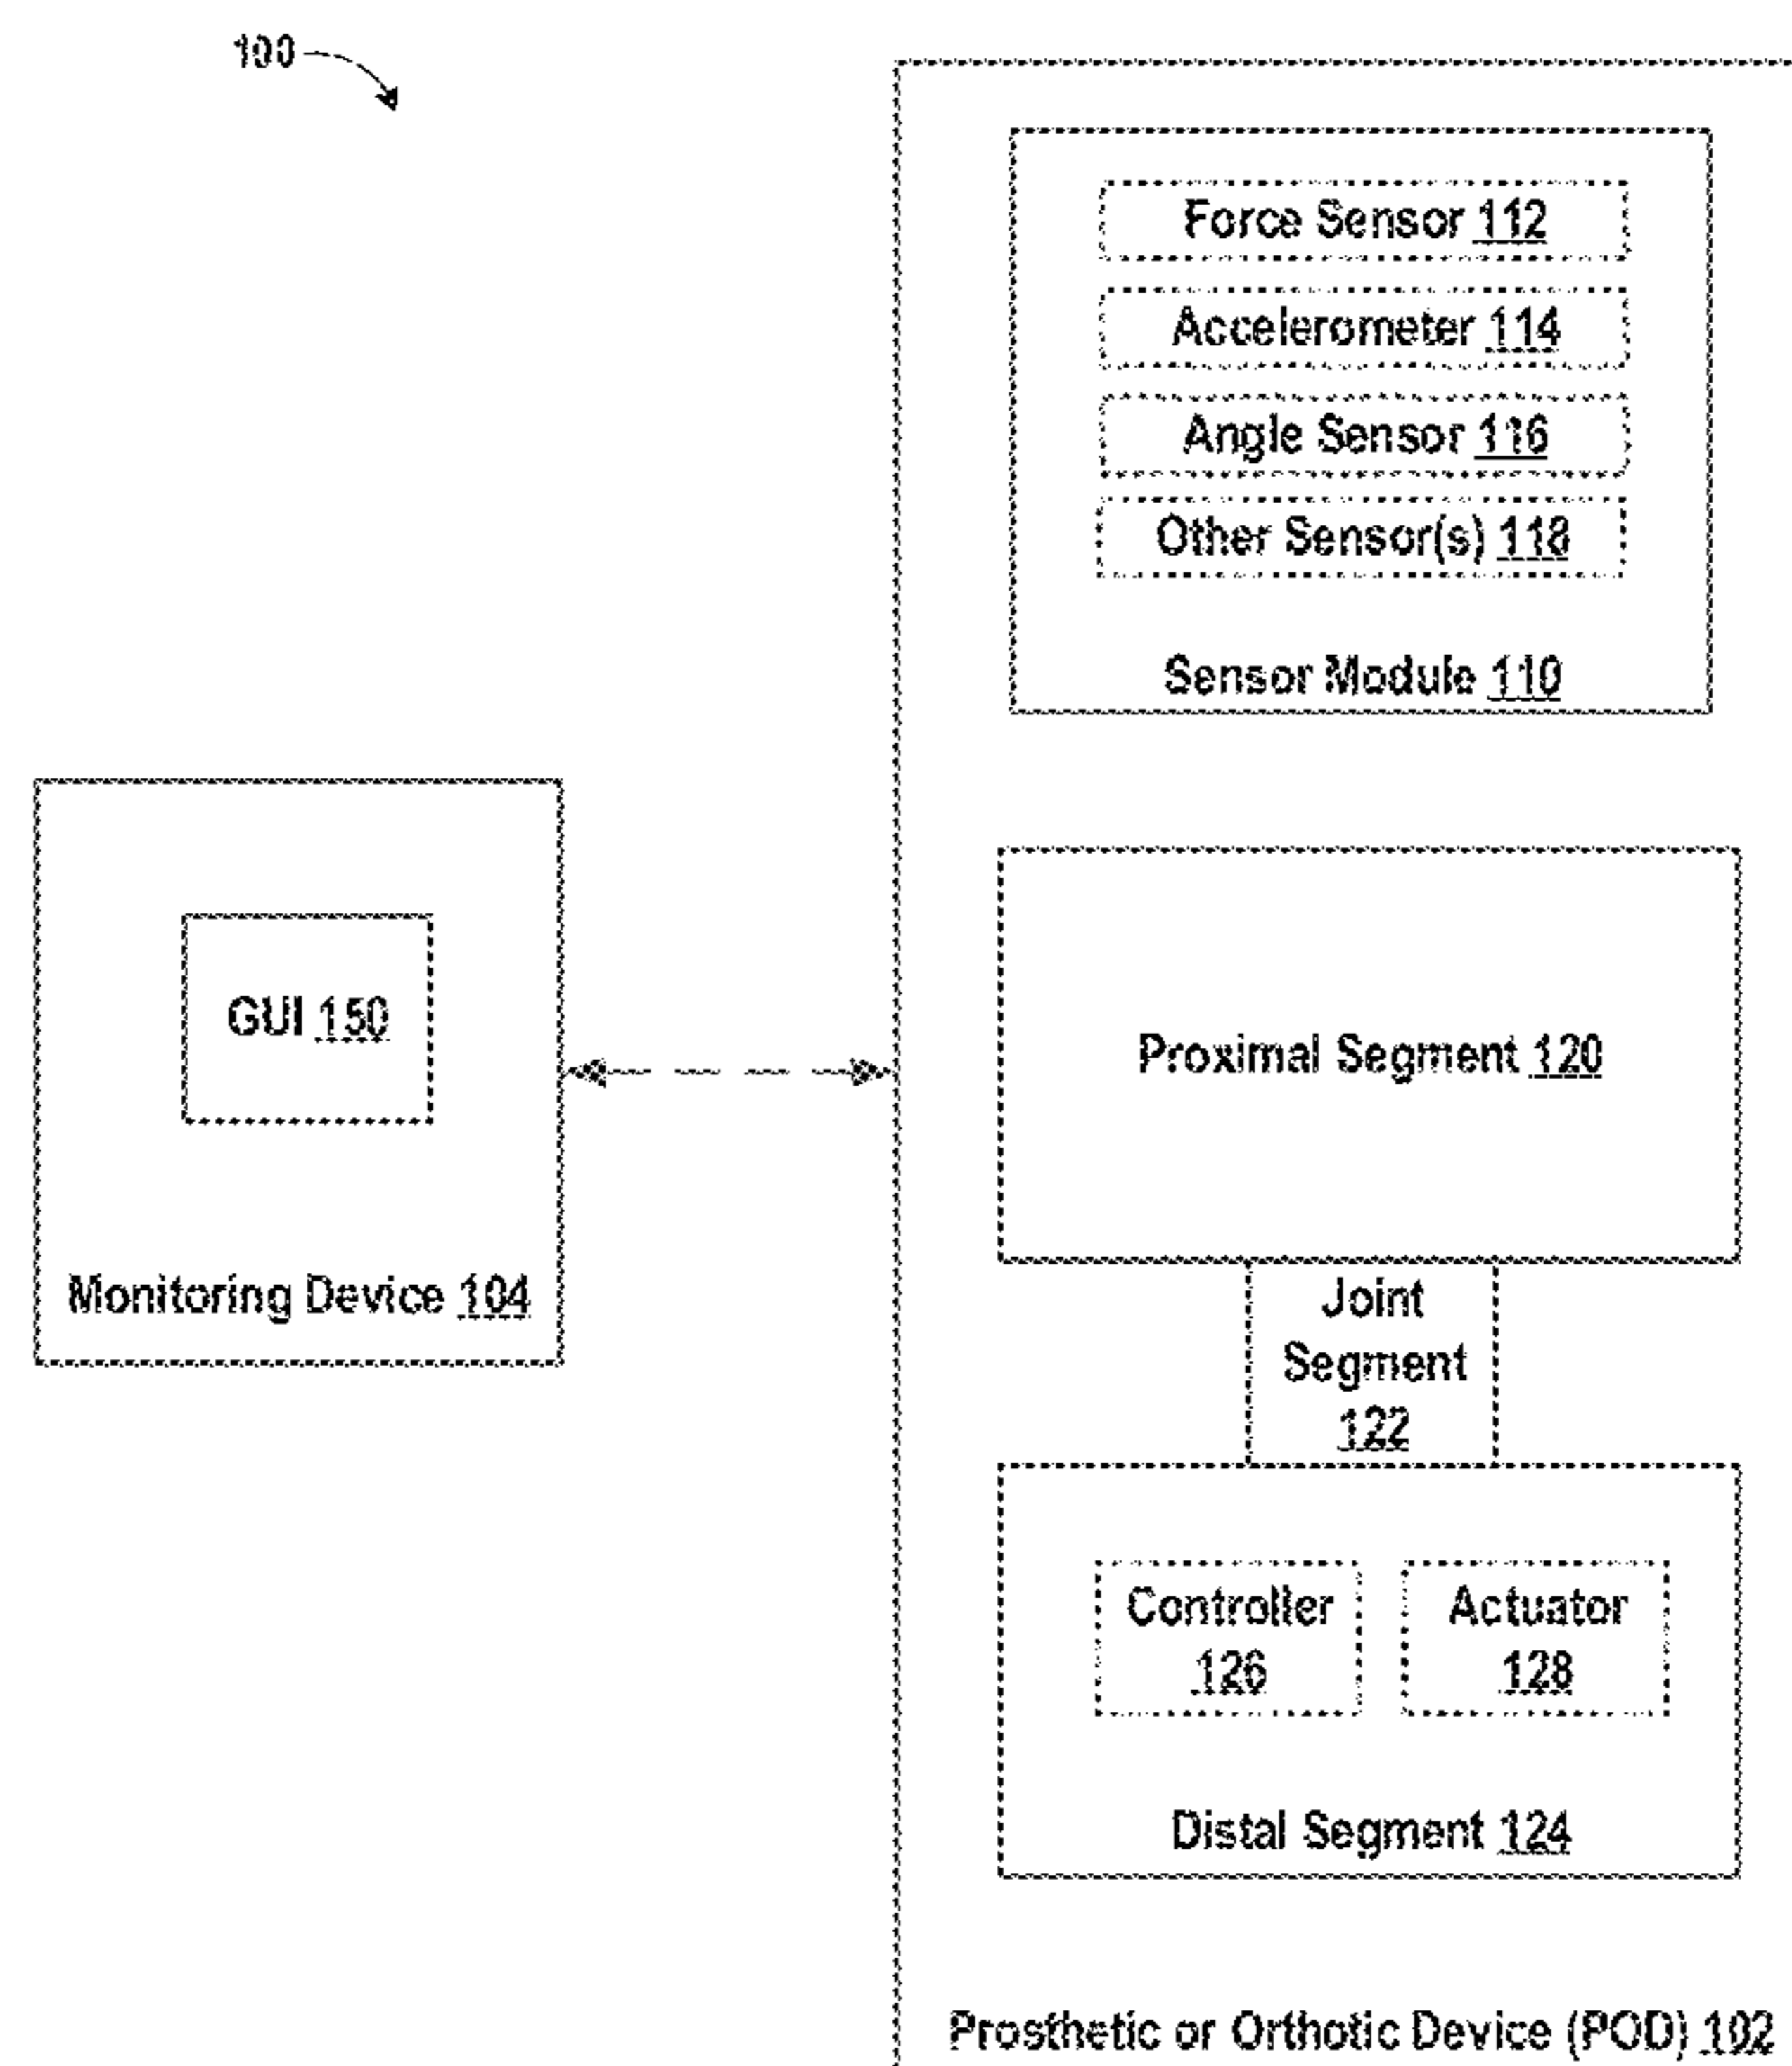 100
Force Sensor 112
Accelerometer 114
Angle Sensor 116
Other Sensor(s) 118
Sensor Module 110
GUI 150
Monitoring Device 104
Proximal Segment 120
Joint
Segment
122
Controller
126
Actuator
128
Distal Segment 124
Prosthetic or Orthotic Device (POD) 102